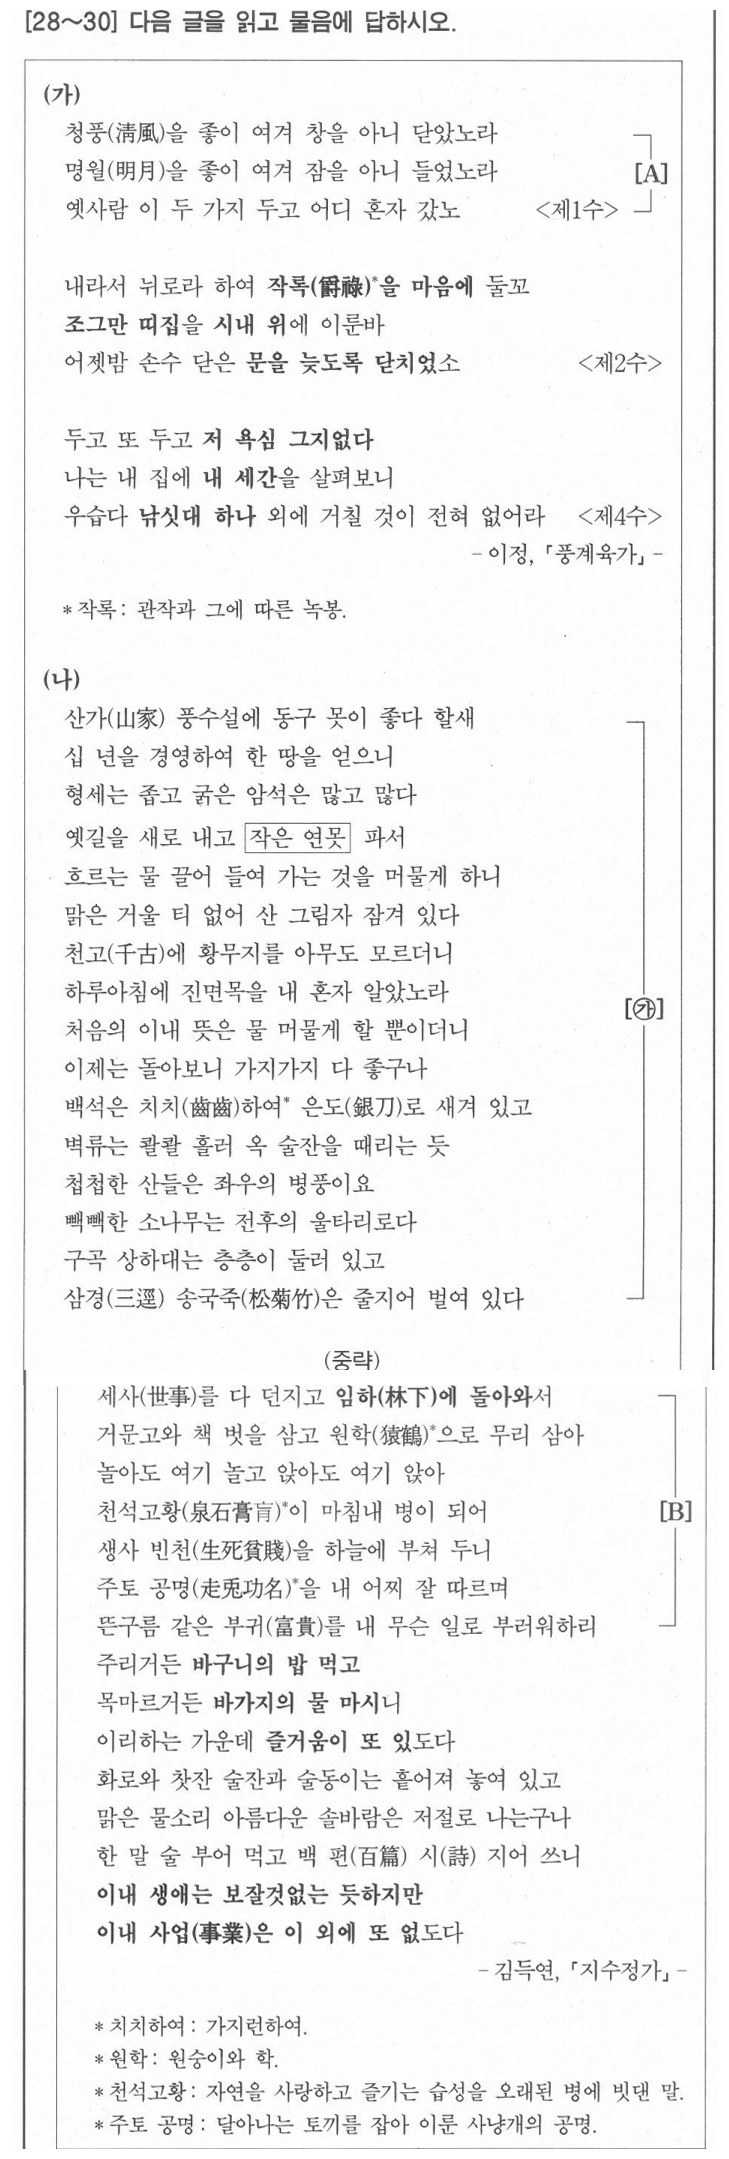 [28～30] 다음 글을 읽고 물음에 답하시오.
(가)
청풍(淸風)을 좋이 여겨 창을 아니 닫았노라
명월(明月)을 좋이 여겨 잠을 아니 들었노라
[A]
옛사람 이 두 가지 두고 어디 혼자 갔노 <제1수>
내라서 뉘로라 하여 작록(爵祿)*을 마음에 둘꼬
조그만 띠집을 시내 위에 이룬바
어젯밤 손수 닫은 문을 늦도록 닫치었소 <제2수>
두고 또 두고 저 욕심 그지없다
나는 내 집에 내 세간을 살펴보니
우습다 낚싯대 하나 외에 거칠 것이 전혀 없어라 <제4수>
- 이정, 「풍계육가」 -
* 작록 : 관작과 그에 따른 녹봉.
(나)
산가(山家) 풍수설에 동구 못이 좋다 할새
십 년을 경영하여 한 땅을 얻으니
형세는 좁고 굵은 암석은 많고 많다
옛길을 새로 내고 작은 연못 파서
흐르는 물 끌어 들여 가는 것을 머물게 하니
맑은 거울 티 없어 산 그림자 잠겨 있다
천고(千古)에 황무지를 아무도 모르더니
하루아침에 진면목을 내 혼자 알았노라
[㉮]
처음의 이내 뜻은 물 머물게 할 뿐이더니
이제는 돌아보니 가지가지 다 좋구나
백석은 치치(齒齒)하여* 은도(銀刀)로 새겨 있고
벽류는 콸콸 흘러 옥 술잔을 때리는 듯
첩첩한 산들은 좌우의 병풍이요
빽빽한 소나무는 전후의 울타리로다
구곡 상하대는 층층이 둘러 있고
삼경(三逕) 송국죽(松菊竹)은 줄지어 벌여 있다
(중략)
세사(世事)를 다 던지고 임하(林下)에 돌아와서
거문고와 책 벗을 삼고 원학(猿鶴)*으로 무리 삼아
놀아도 여기 놀고 앉아도 여기 앉아
천석고황(泉石膏肓)*이 마침내 병이 되어
[B]
생사 빈천(生死貧賤)을 하늘에 부쳐 두니
주토 공명(走兎功名)*을 내 어찌 잘 따르며
뜬구름 같은 부귀(富貴)를 내 무슨 일로 부러워하리
주리거든 바구니의 밥 먹고
목마르거든 바가지의 물 마시니
이리하는 가운데 즐거움이 또 있도다
화로와 찻잔 술잔과 술동이는 흩어져 놓여 있고
맑은 물소리 아름다운 솔바람은 저절로 나는구나
한 말 술 부어 먹고 백 편(百篇) 시(詩) 지어 쓰니
이내 생애는 보잘것없는 듯하지만
이내 사업(事業)은 이 외에 또 없도다
- 김득연, 「지수정가」 -
* 치치하여 : 가지런하여.
* 원학 : 원숭이와 학.
* 천석고황 : 자연을 사랑하고 즐기는 습성을 오래된 병에 빗댄 말.
* 주토 공명 : 달아나는 토끼를 잡아 이룬 사냥개의 공명.